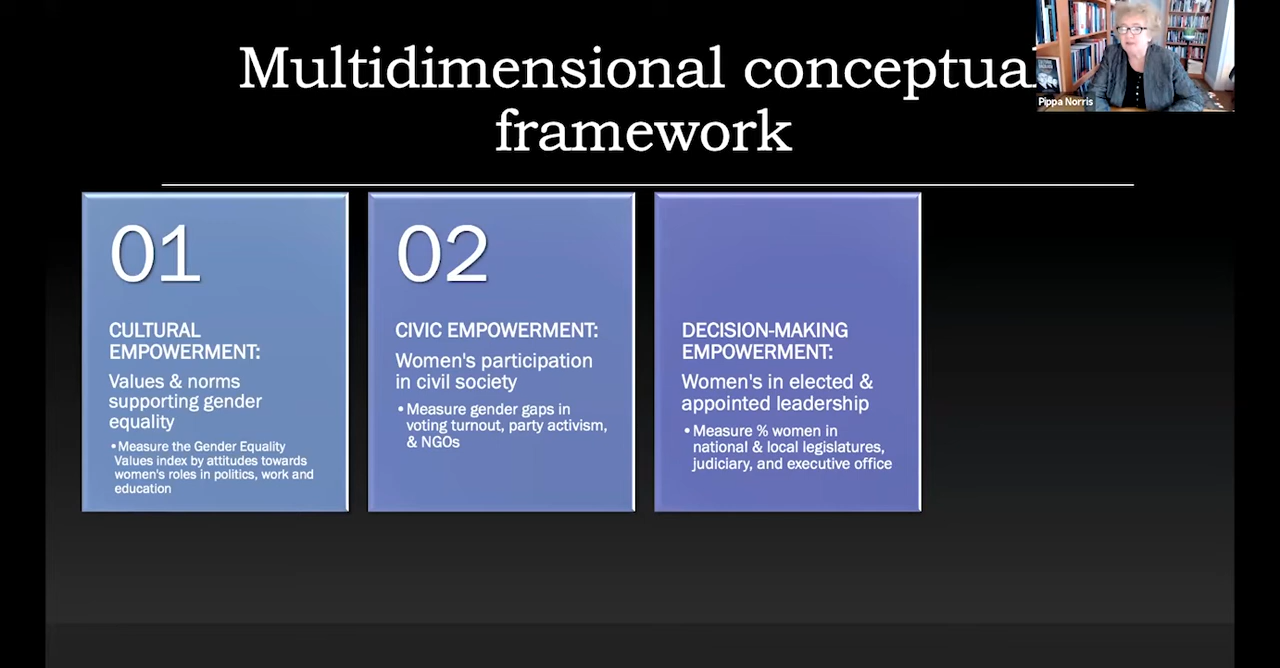 Multidimensional conceptua
framework
Pippa Norris
01
CULTURAL
EMPOWERMENT:
Values & norms
supporting gender
equality
•Measure the Gender Equality
Values index by attitudes towards
women's roles in politics, work and
education
02
CIVIC EMPOWERMENT:
Women's participation
in civil society
•Measure gender gaps in
voting turnout, party activism,
& NGOs
DECISION-MAKING
EMPOWERMENT:
Women's in elected &
appointed leadership
•Measure % women in
national & local legislatures,
judiciary, and executive office